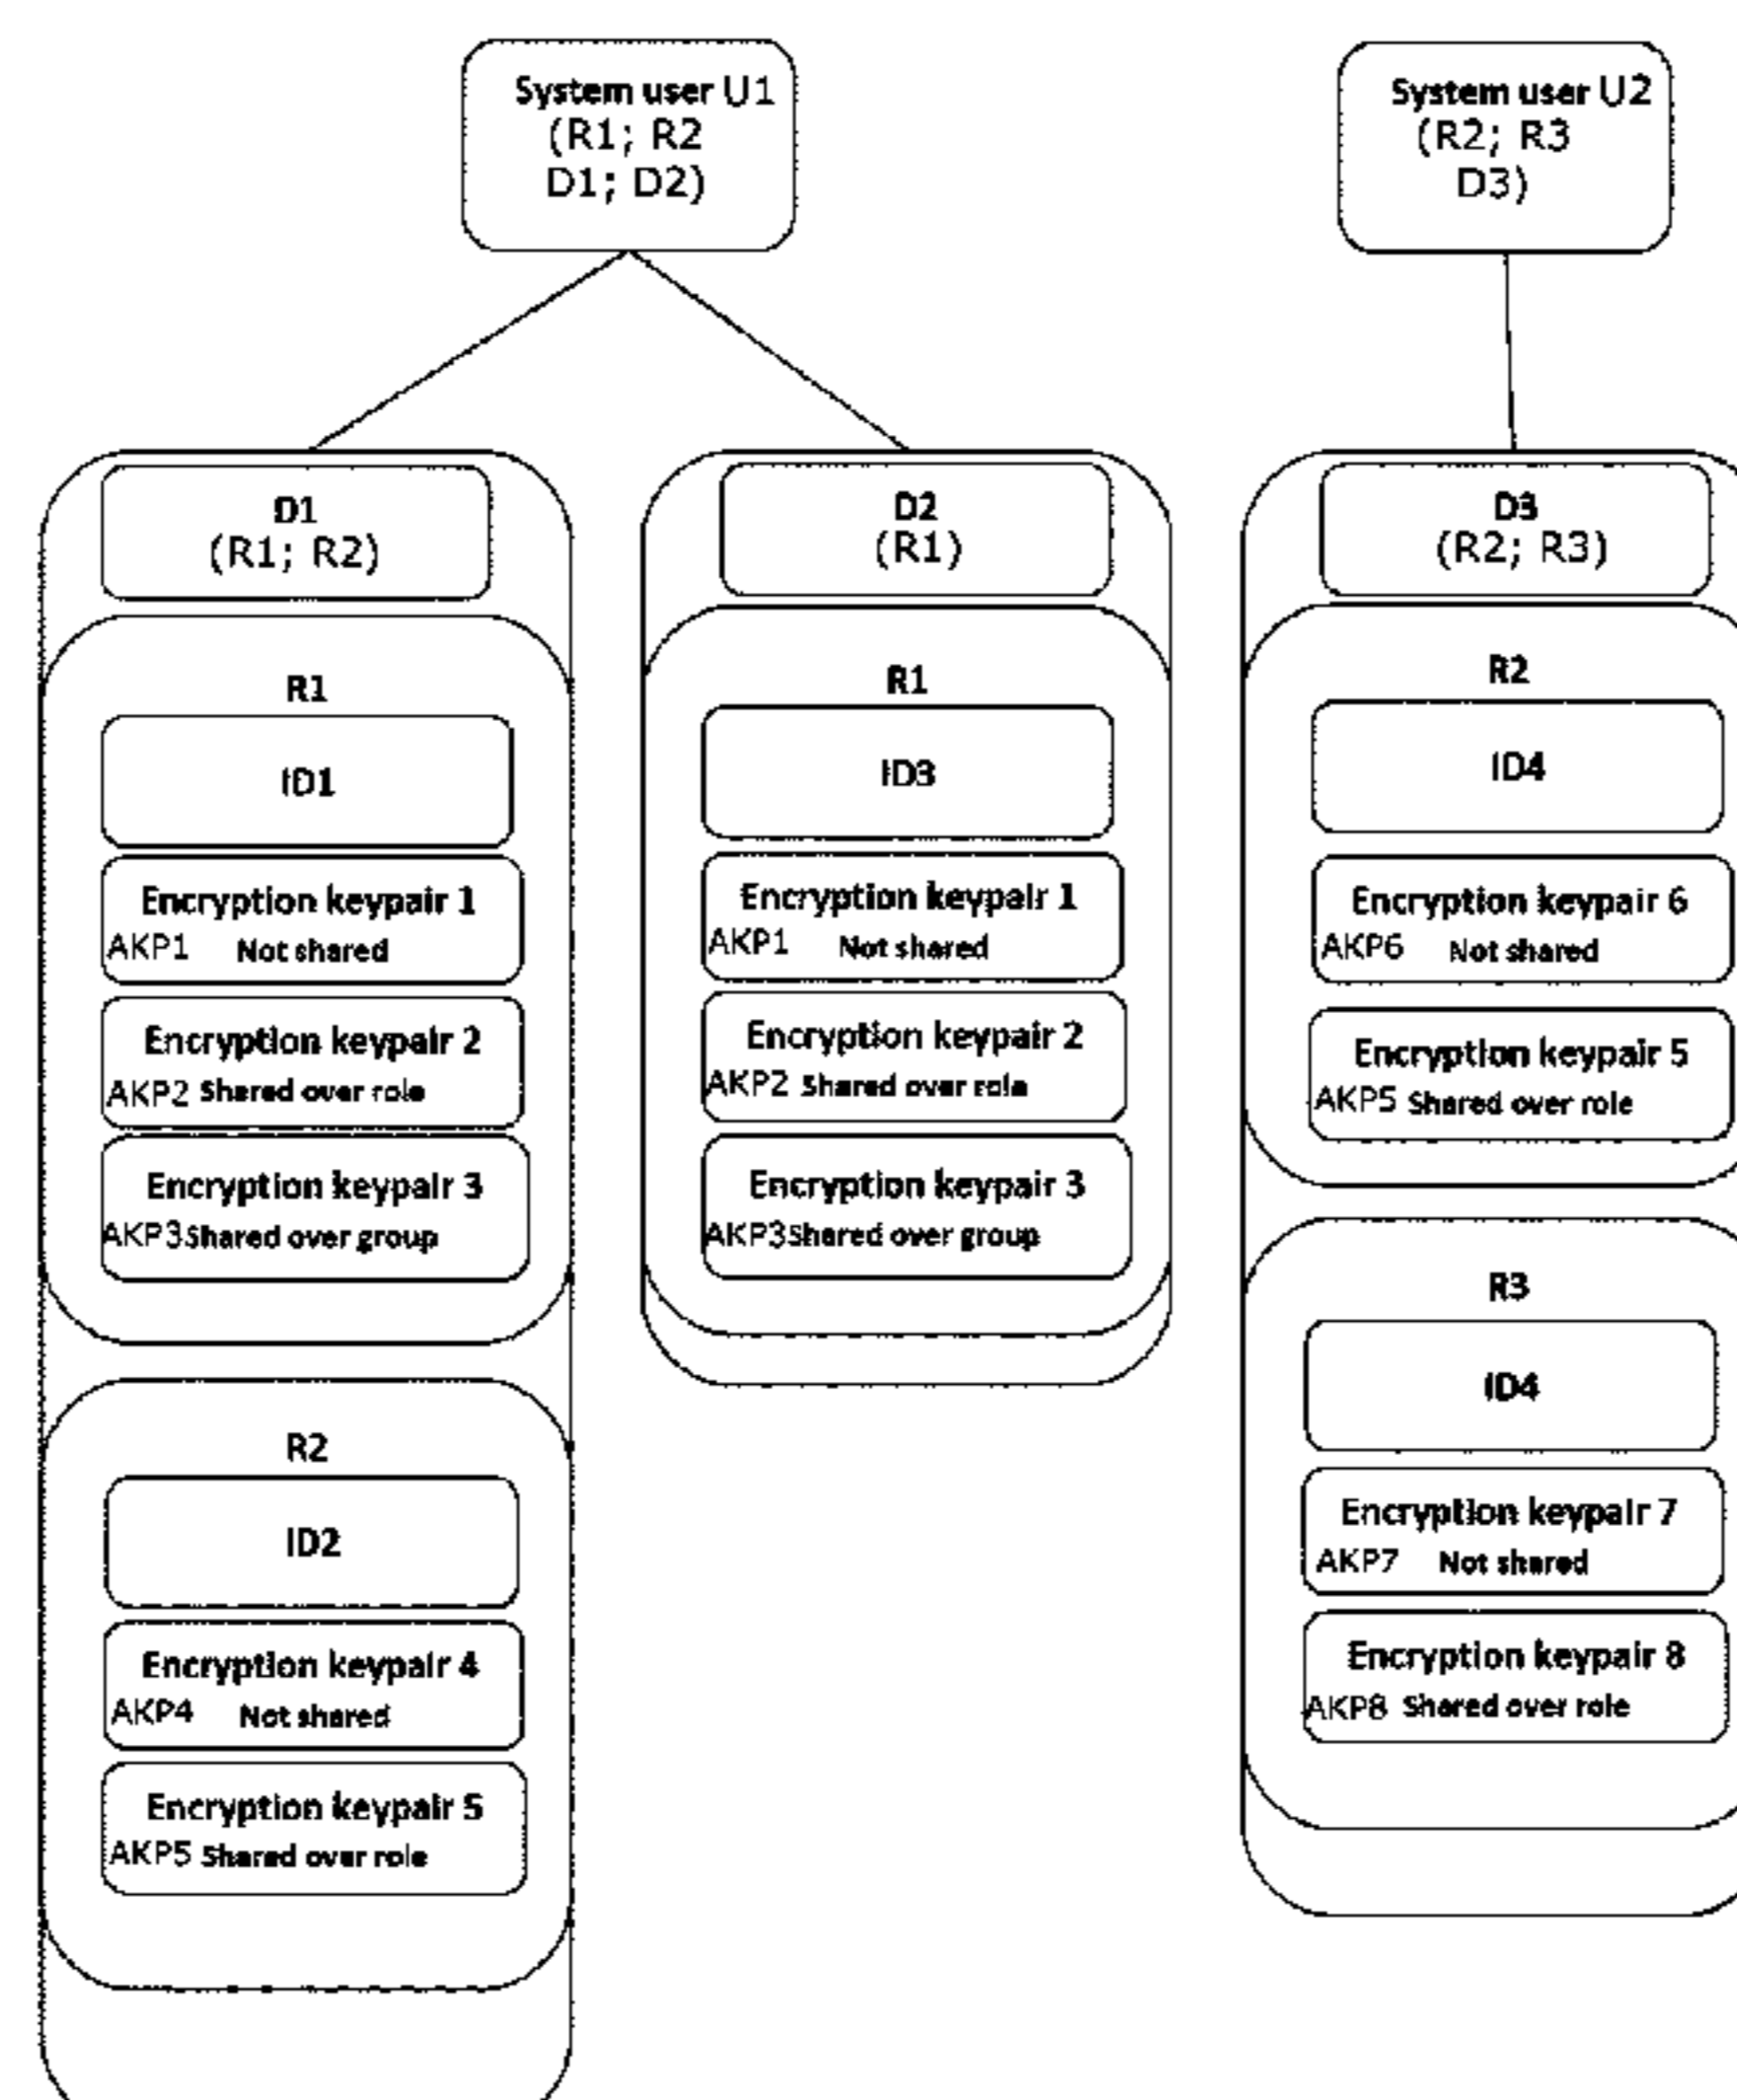 System user U1
(R1; R2
D1; D2)
System user U2
(R2; R3
D3)
D1
(R1; R2)
R1
ID1
Encryption keypair 1
AKP1 Not shared
Encryption keypair 2
AKP2 Shared over role
Encryption keypair 3
AKP3 Shared over group
R2
ID2
Encryption keypair 4
AKP4 Not shared
Encryption keypair 5
AKP5 Shared over role
D2
(R1)
R1
ID3
Encryption keypair 1
AKP1 Not shared
Encryption keypair 2
AKP2 Shared over role
Encryption keypair 3
AKP3 Shared over group
D3
(R2; R3)
R2
ID4
Encryption keypair 6
AKP6 Not shared
Encryption keypair 5
AKP5 Shared over role
R3
ID4
Encryption keypair 7
AKP7 Not shared
Encryption keypair 8
AKP8 Shared over role